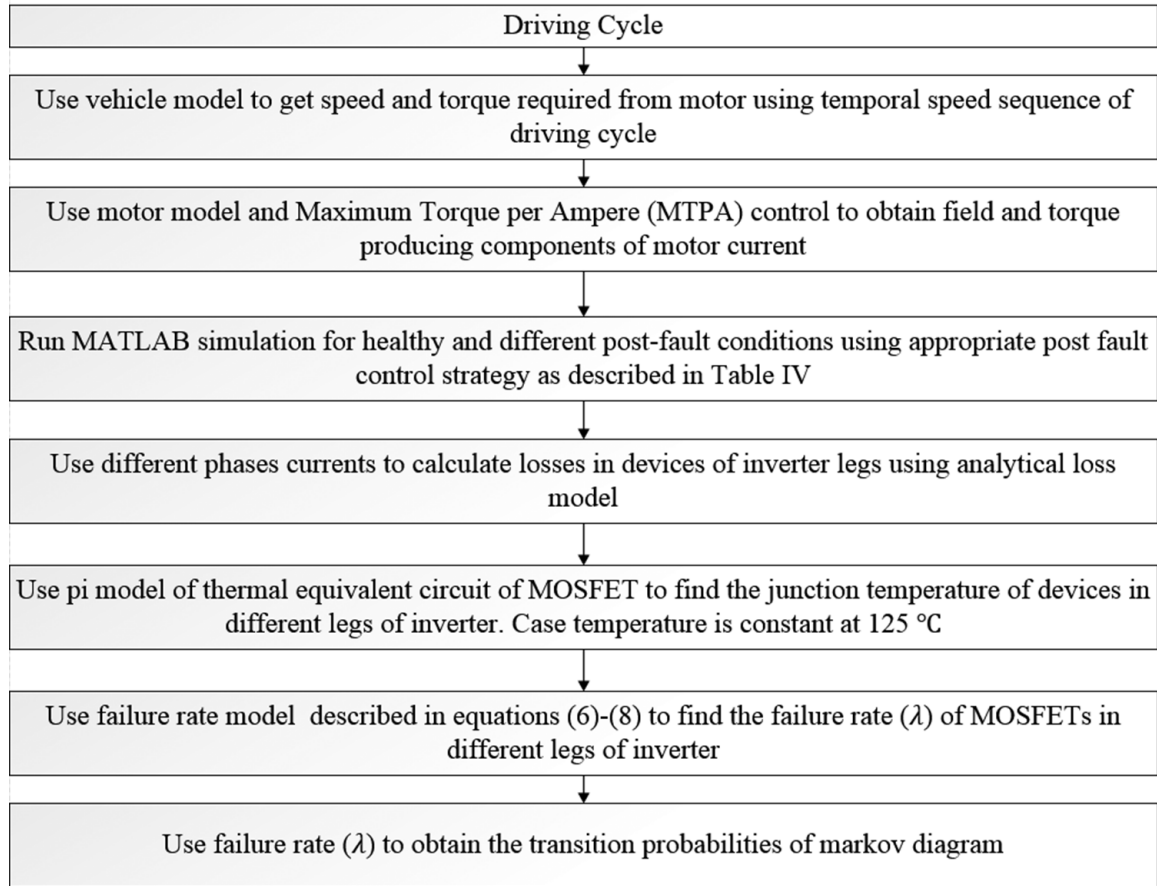 Driving Cycle
Use vehicle model to get speed and torque required from motor using temporal speed sequence of
driving cycle
Use motor model and Maximum Torque per Ampere (MTPA) control to obtain field and torque
producing components of motor current
Run MATLAB simulation for healthy and different post-fault conditions using appropriate post fault
control strategy as described in Table IV
Use different phases currents to calculate losses in devices of inverter legs using analytical loss
model
Use pi model of thermal equivalent circuit of MOSFET to find the junction temperature of devices in
different legs of inverter. Case temperature is constant at 125 ℃
Use failure rate model described in equations (6)-(8) to find the failure rate (λ) of MOSFETs in
different legs of inverter
Use failure rate (λ) to obtain the transition probabilities of markov diagram